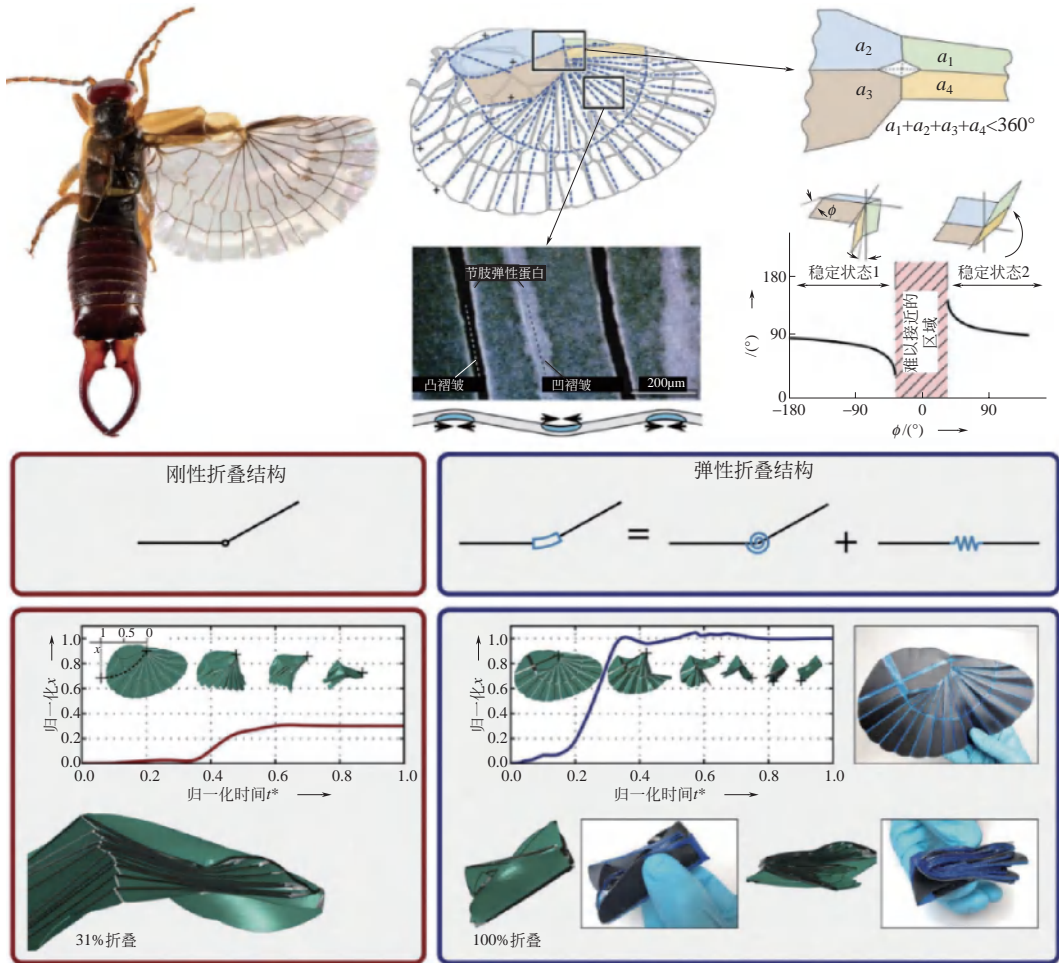 a₂
a₁
a₃
a₄
a₁+a₂+a₃+a₄<360°
节肢弹性蛋白
凸褶皱
凹褶皱
200μm
ϕ
稳定状态1
稳定状态2
难以接近的
区域
180
90
0
/(°)
-180
-90
0
90
ϕ/(°)
刚性折叠结构
弹性折叠结构
=
+
1
0.5
0
x
1.0
0.8
0.6
0.4
0.2
0
归一化x
0.0
0.2
0.4
0.6
0.8
1.0
归一化时间t*
31%折叠
1.0
0.8
0.6
0.4
0.2
0
归一化x
0.0
0.2
0.4
0.6
0.8
1.0
归一化时间t*
100%折叠